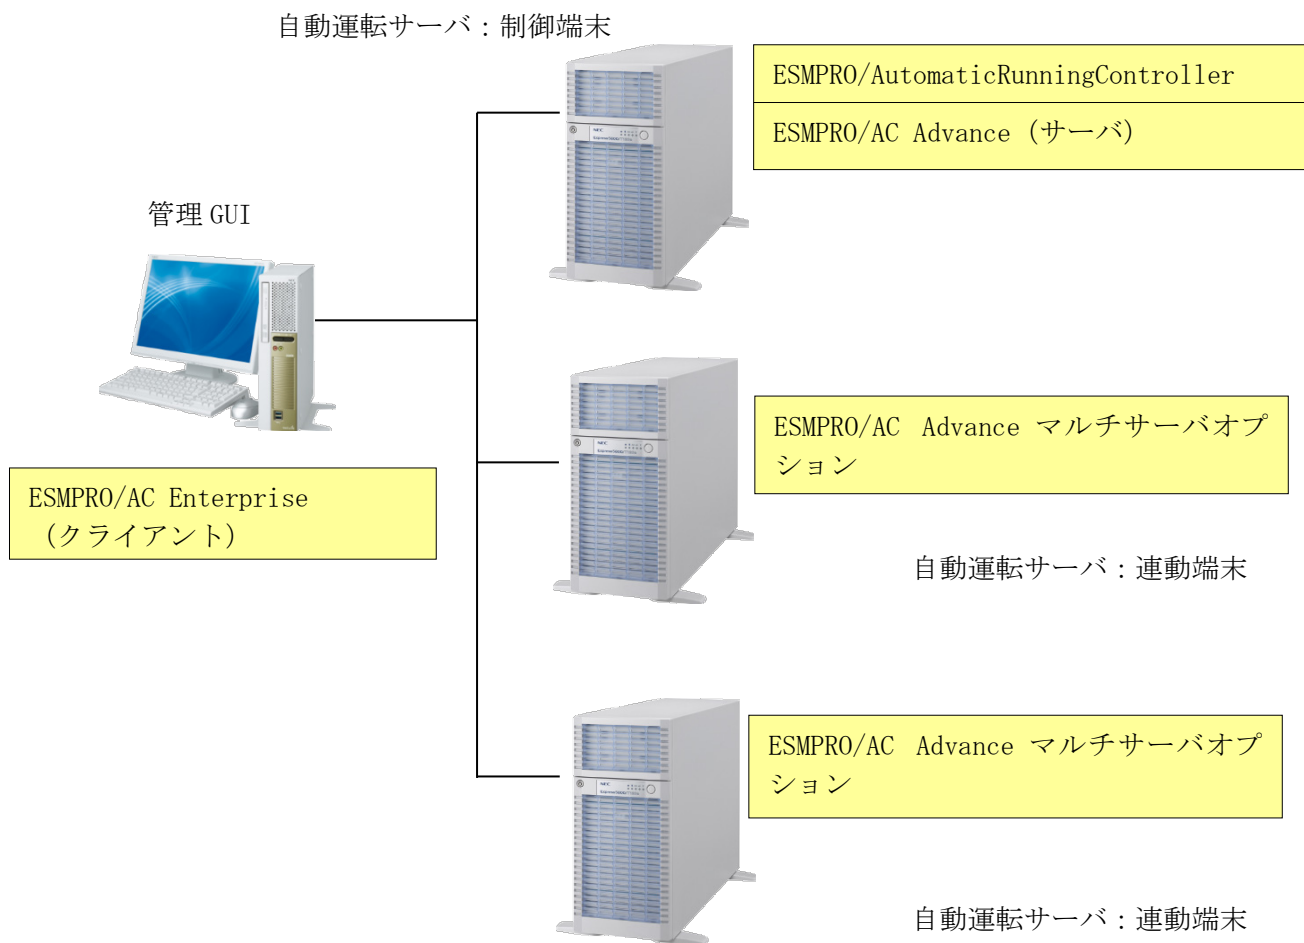 自動運転サーバ：制御端末
ESMPRO/AutomaticRunningController
ESMPRO/AC Advance（サーバ）
NEC
管理 GUI
ESMPRO/AC Enterprise
（クライアント）
ESMPRO/AC Advance マルチサーバオプ
ション
NEC
自動運転サーバ：連動端末
ESMPRO/AC Advance マルチサーバオプ
ション
NEC
自動運転サーバ：連動端末